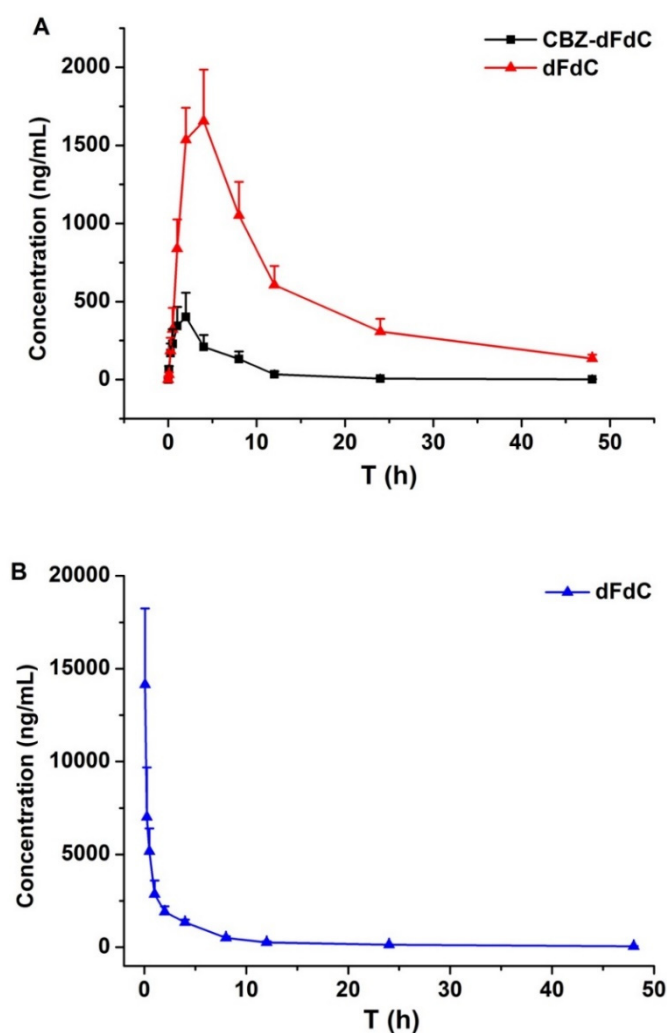 A
CBZ-dFdC
dFdC
2000
1500
1000
500
0
Concentration (ng/mL)
0 10 20 30 40 50
T (h)
B
dFdC
20000
15000
10000
5000
0
Concentration (ng/mL)
0 10 20 30 40 50
T (h)